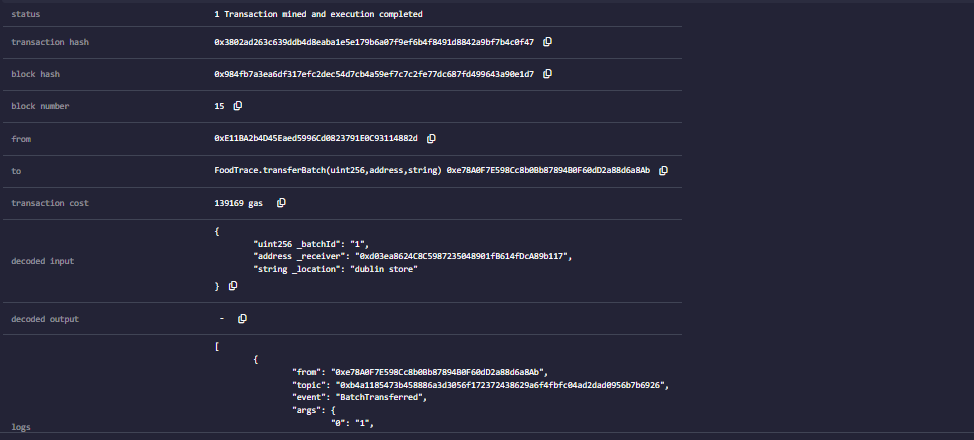 status 1 Transaction mined and execution completed
transaction hash 0x3802ad263c639ddb4d8eaba1e5e179b6a07f9ef6b4f8491d8842a9bf7b4c0f47
block hash 0x984fb7a3ea6df317efc2dec54d7cb4a59ef7c7c2fe77dc687fd499643a90e1d7
block number 15
from 0xE11BA2b4D45Eaed5996Cd0823791E0C93114882d
to FoodTrace.transferBatch(uint256,address,string) 0xe78A0F7E598Cc8b0Bb87894B0F60dD2a88d6a8Ab
transaction cost 139169 gas
decoded input {
"uint256 _batchId": "1",
"address _receiver": "0xd03ea8624C8C5987235048901fB614fDcA89b117",
"string _location": "dublin store"
}
decoded output -
logs [
{
"from": "0xe78A0F7E598Cc8b0Bb87894B0F60dD2a88d6a8Ab",
"topic": "0xb4a1185473b458886a3d3056f172372438629a6f4fbfc04ad2dad0956b7b6926",
"event": "BatchTransferred",
"args": {
"0": "1",